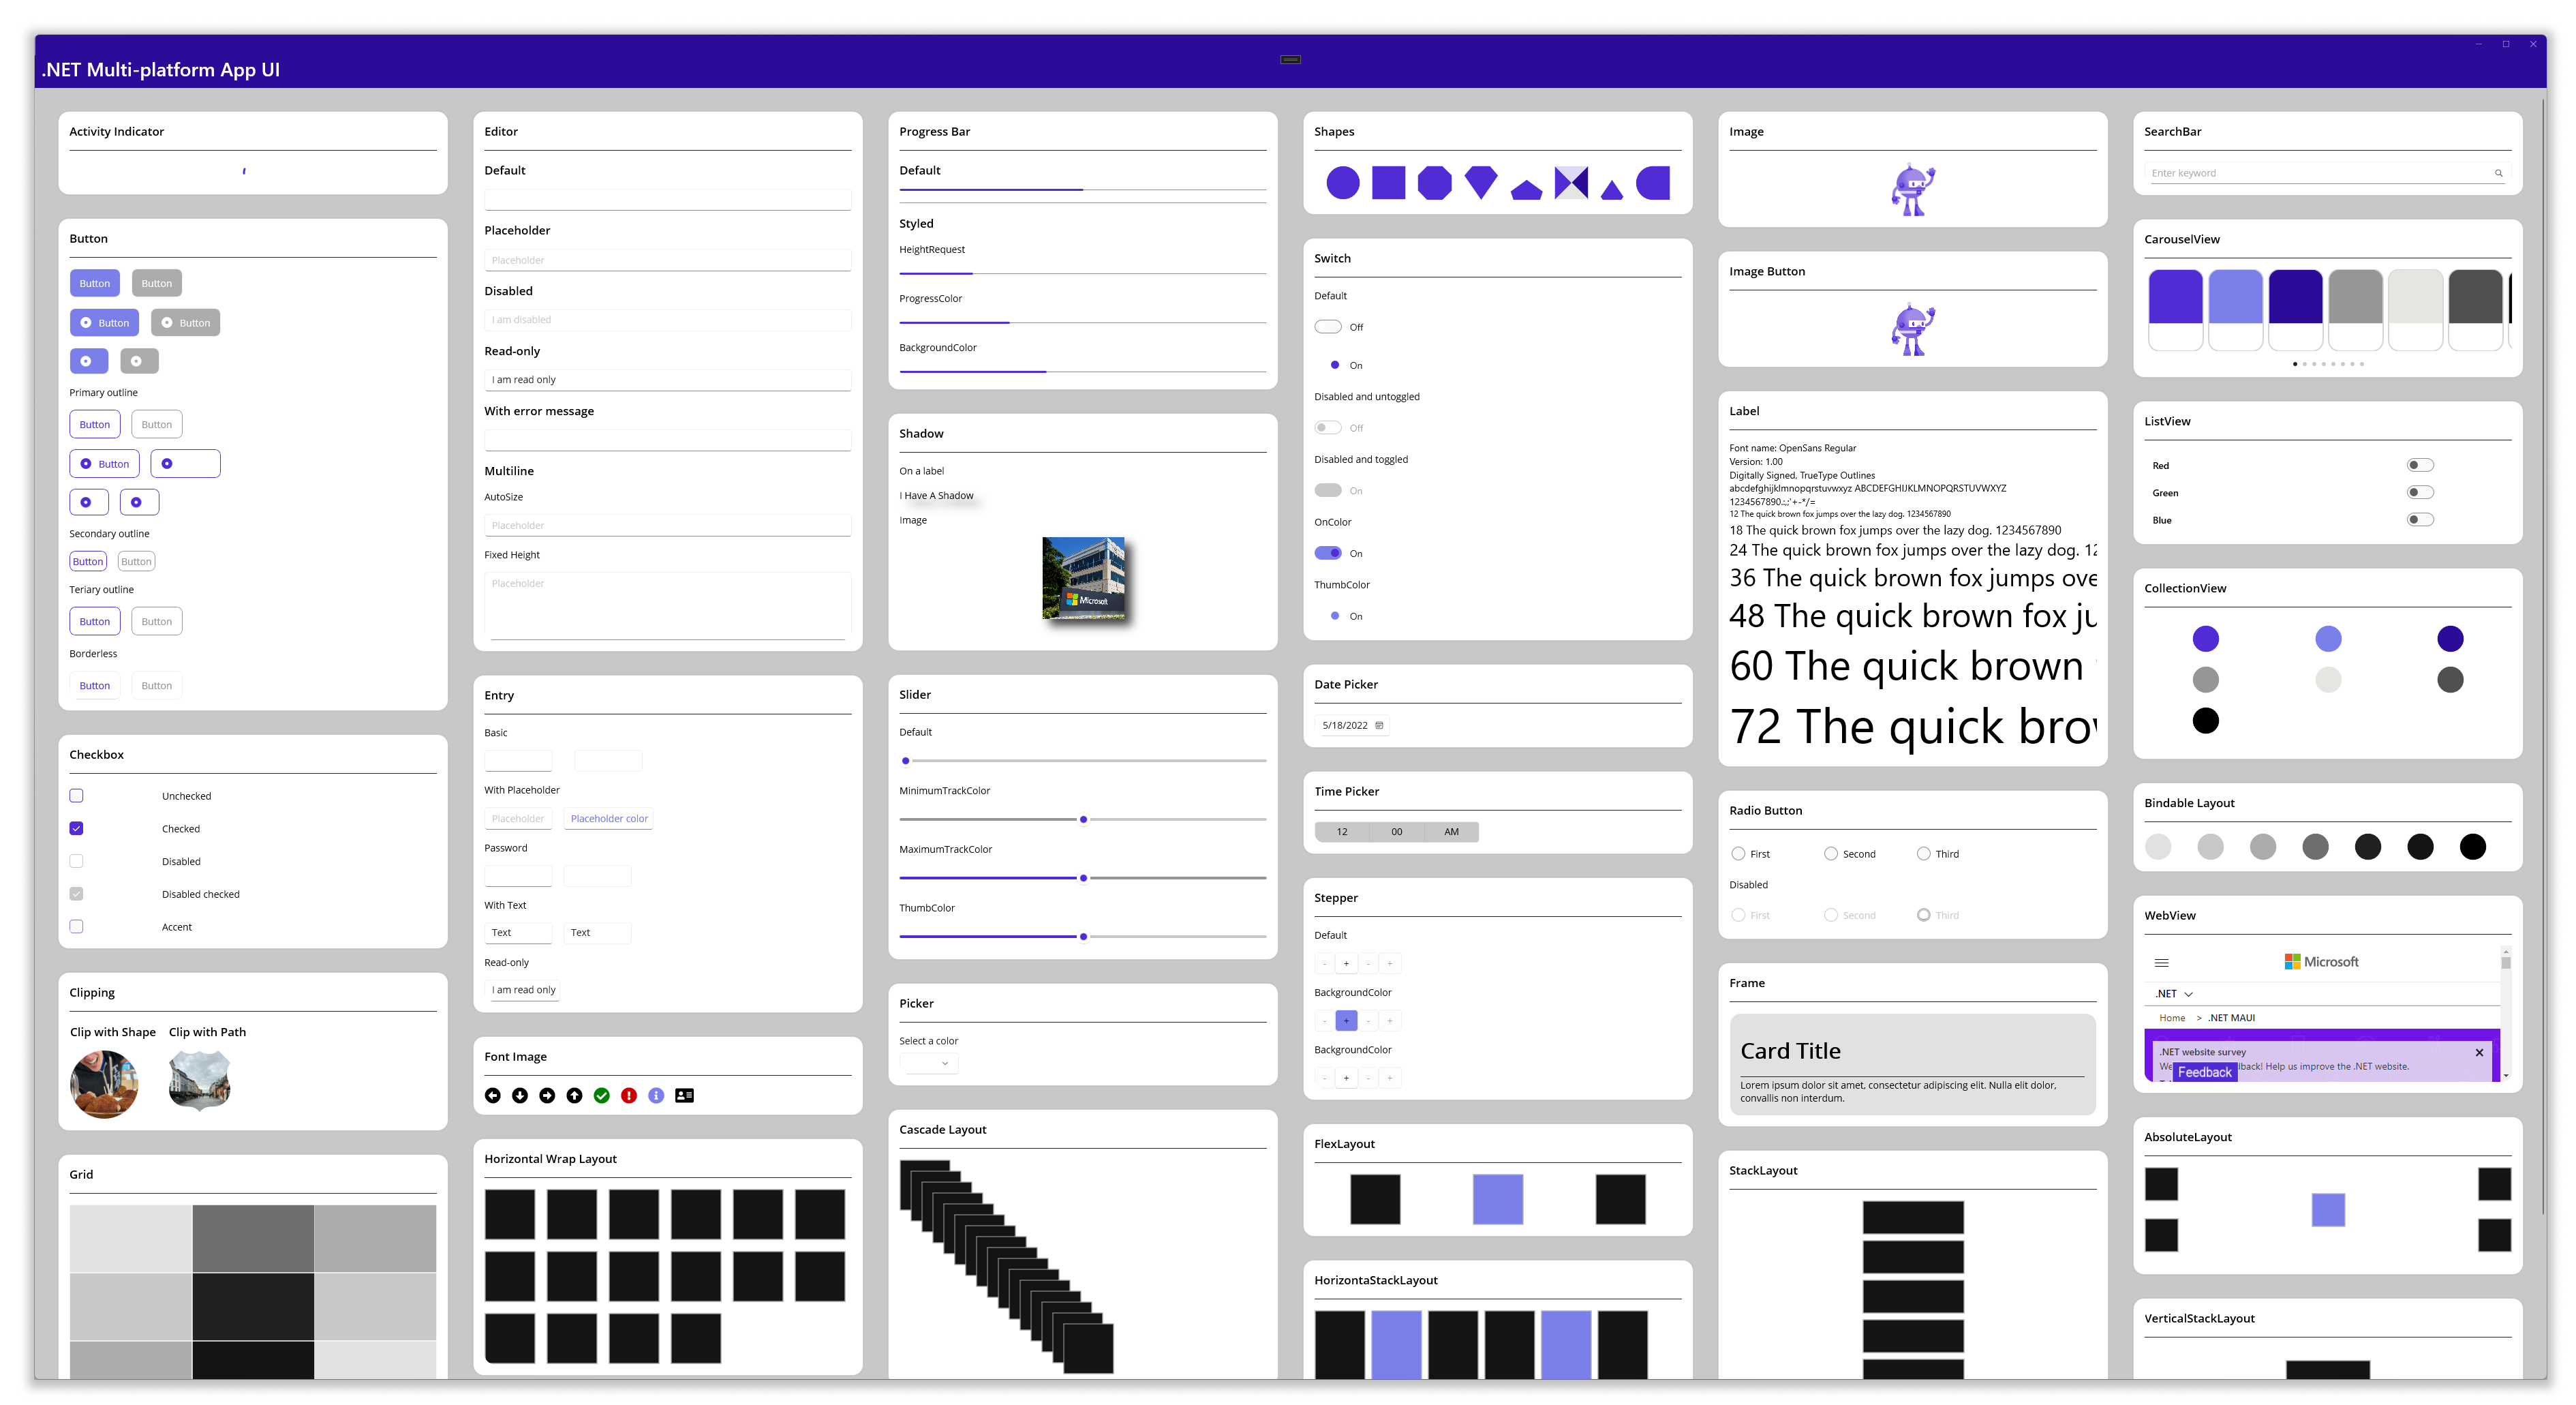 .NET Multi-platform App UI
Activity Indicator
Button
Button Button
Button Button
Primary outline
Button Button
Button
Secondary outline
Button Button
Teriary outline
Button Button
Borderless
Button Button
Checkbox
Unchecked
Checked
Disabled
Disabled checked
Accent
Clipping
Clip with Shape Clip with Path
Grid
Editor
Default
Placeholder
Placeholder
Disabled
I am disabled
Read-only
I am read only
With error message
Multiline
AutoSize
Placeholder
Fixed Height
Placeholder
Entry
Basic
With Placeholder
Placeholder Placeholder color
Password
With Text
Text Text
Read-only
I am read only
Font Image
Horizontal Wrap Layout
Progress Bar
Default
Styled
HeightRequest
ProgressColor
BackgroundColor
Shadow
On a label
I Have A Shadow
Image
Microsoft
Slider
Default
MinimumTrackColor
MaximumTrackColor
ThumbColor
Picker
Select a color
Cascade Layout
Shapes
Switch
Default
Off
On
Disabled and untoggled
Off
Disabled and toggled
On
OnColor
On
ThumbColor
On
Date Picker
5/18/2022
Time Picker
12 00 AM
Stepper
Default
- + - +
BackgroundColor
- + - +
BackgroundColor
- + - +
FlexLayout
HorizontaStackLayout
Image
Image Button
Label
Font name: OpenSans Regular
Version: 1.00
Digitally Signed, TrueType Outlines
abcdefghijklmnopqrstuvwxyz ABCDEFGHIJKLMNOPQRSTUVWXYZ
1234567890.:,;'+-*/=
12 The quick brown fox jumps over the lazy dog. 1234567890
18 The quick brown fox jumps over the lazy dog. 1234567890
24 The quick brown fox jumps over the lazy dog. 12
36 The quick brown fox jumps ove
48 The quick brown fox ju
60 The quick brown
72 The quick brov
Radio Button
First Second Third
Disabled
First Second Third
Frame
Card Title
Lorem ipsum dolor sit amet, consectetur adipiscing elit. Nulla elit dolor,
convallis non interdum.
StackLayout
SearchBar
Enter keyword
CarouselView
ListView
Red
Green
Blue
CollectionView
Bindable Layout
WebView
Microsoft
.NET
Home > .NET MAUI
.NET website survey
We lback! Help us improve the .NET website.
Feedback
AbsoluteLayout
VerticalStackLayout